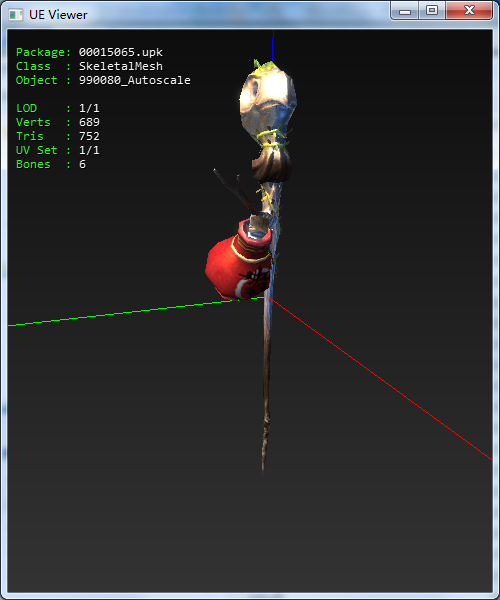 UE Viewer
Package: 00015065.upk
Class : SkeletalMesh
Object : 990080_Autoscale
LOD : 1/1
Verts : 689
Tris : 752
UV Set : 1/1
Bones : 6